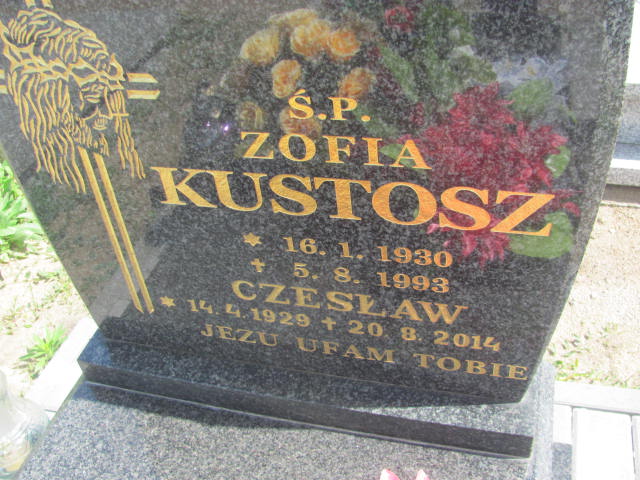 Ś.P.
ZOFIA
KUSTOSZ
* 16. 1. 1930
✝ 5. 8. 1993
CZESŁAW
* 14. 4. 1929 ✝ 20. 8. 2014
JEZU UFAM TOBIE